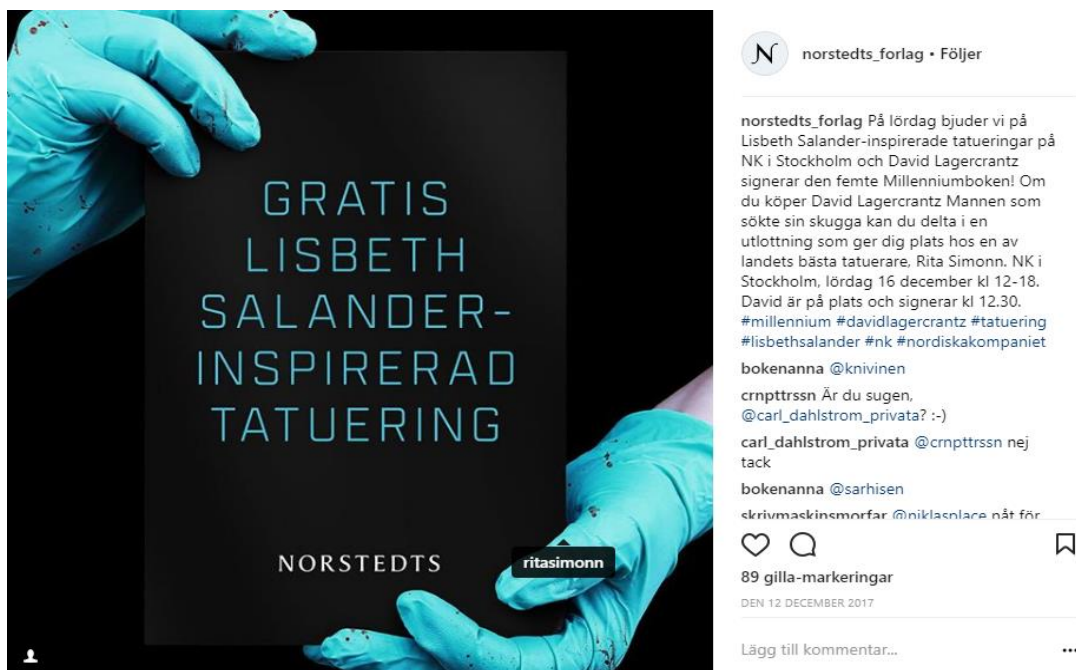 GRATIS
LISBETH
SALANDER-
INSPIRERAD
TATUERING
NORSTEDTS
ritasimonn
N norstedts_forlag • Följer
norstedts_forlag På lördag bjuder vi på
Lisbeth Salander-inspirerade tatueringar på
NK i Stockholm och David Lagercrantz
signerar den femte Millenniumboken! Om
du köper David Lagercrantz Mannen som
sökte sin skugga kan du delta i en
utlottning som ger dig plats hos en av
landets bästa tatuerare, Rita Simonn. NK i
Stockholm, lördag 16 december kl 12-18.
David är på plats och signerar kl 12.30.
#millennium #davidlagercrantz #tatuering
#lisbethsalander #nk #nordiskakompaniet
bokenanna @knivinen
crnpttrssn Är du sugen,
@carl_dahlstrom_privata? :-)
carl_dahlstrom_privata @crnpttrssn nej
tack
bokenanna @sarhisen
skrivmaskinsmorfar @niklasplace nåt för
89 gilla-markeringar
DEN 12 DECEMBER 2017
Lägg till kommentar...